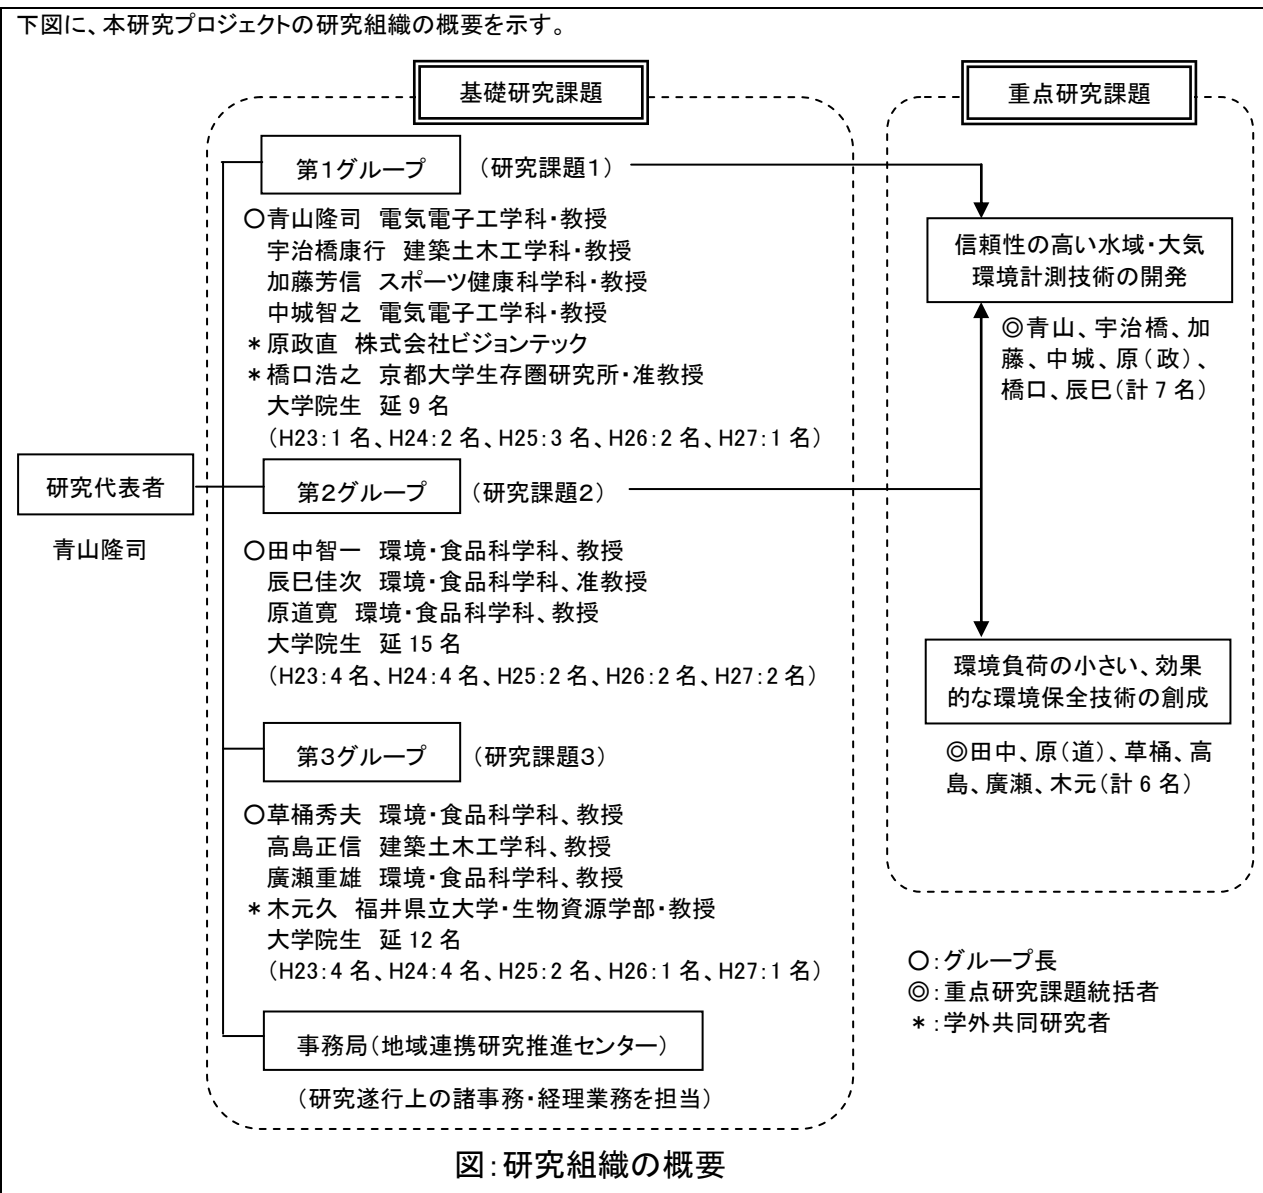 下図に、本研究プロジェクトの研究組織の概要を示す。
基礎研究課題
第1グループ （研究課題1）
○青山隆司 電気電子工学科・教授
宇治橋康行 建築土木工学科・教授
加藤芳信 スポーツ健康科学科・教授
中城智之 電気電子工学科・教授
＊原政直 株式会社ビジョンテック
＊橋口浩之 京都大学生存圏研究所・准教授
大学院生 延 9 名
（H23：1 名、H24：2 名、H25：3 名、H26：2 名、H27：1 名）
研究代表者
青山隆司
第2グループ （研究課題2）
○田中智一 環境・食品科学科、教授
辰巳佳次 環境・食品科学科、准教授
原道寛 環境・食品科学科、教授
大学院生 延 15 名
（H23：4 名、H24：4 名、H25：2 名、H26：2 名、H27：2 名）
第3グループ （研究課題3）
○草桶秀夫 環境・食品科学科、教授
高島正信 建築土木工学科、教授
廣瀬重雄 環境・食品科学科、教授
＊木元久 福井県立大学・生物資源学部・教授
大学院生 延 12 名
（H23：4 名、H24：4 名、H25：2 名、H26：1 名、H27：1 名）
事務局（地域連携研究推進センター）
（研究遂行上の諸事務・経理業務を担当）
重点研究課題
信頼性の高い水域・大気
環境計測技術の開発
◎青山、宇治橋、加
藤、中城、原（政）、
橋口、辰巳（計 7 名）
環境負荷の小さい、効果
的な環境保全技術の創成
◎田中、原（道）、草桶、高
島、廣瀬、木元（計 6 名）
○：グループ長
◎：重点研究課題統括者
＊：学外共同研究者
図：研究組織の概要